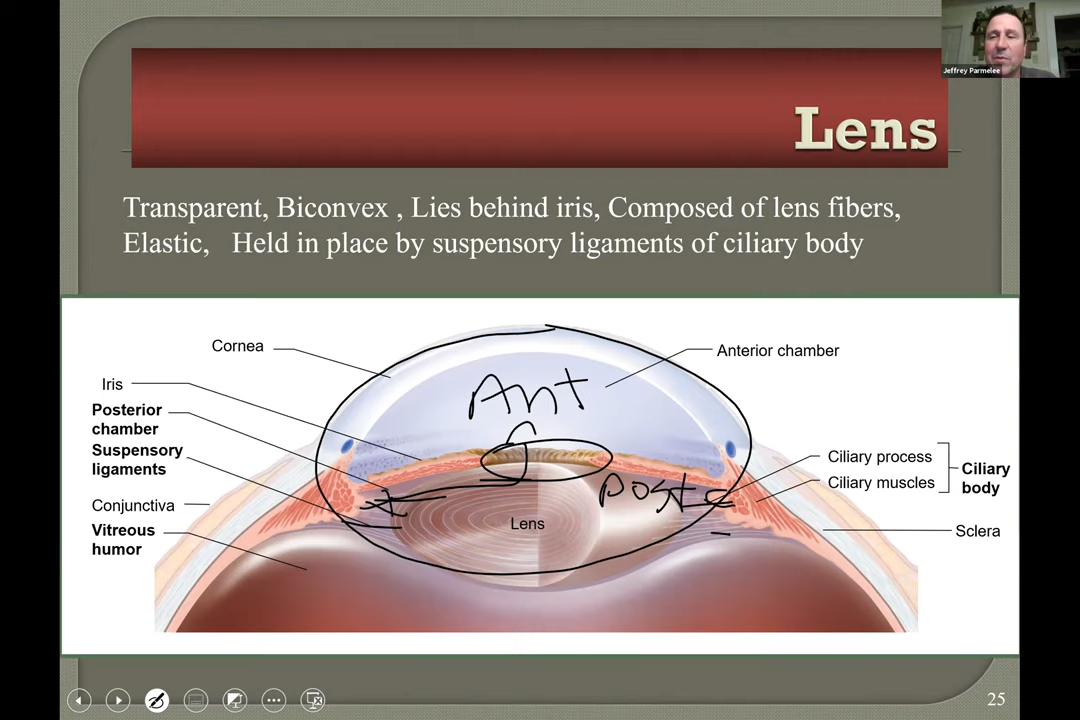 Jeffrey Parmelee
Lens
Transparent, Biconvex , Lies behind iris, Composed of lens fibers,
Elastic, Held in place by suspensory ligaments of ciliary body
Cornea
Anterior chamber
Iris
Ant
Posterior
chamber
Suspensory
ligaments
Ciliary process
Ciliary muscles
Ciliary
body
Post
Conjunctiva
Lens
Vitreous
humor
Sclera
25